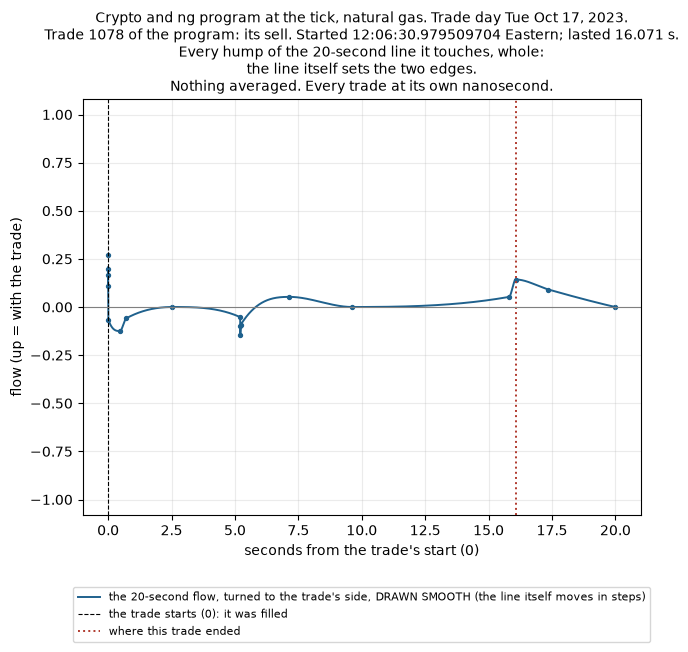 Crypto and ng program at the tick, natural gas. Trade day Tue Oct 17, 2023.
Trade 1078 of the program: its sell. Started 12:06:30.979509704 Eastern; lasted 16.071 s.
Every hump of the 20-second line it touches, whole:
the line itself sets the two edges.
Nothing averaged. Every trade at its own nanosecond.
1.00
0.75
0.50
0.25
0.00
−0.25
−0.50
−0.75
−1.00
flow (up = with the trade)
0.0 2.5 5.0 7.5 10.0 12.5 15.0 17.5 20.0
seconds from the trade's start (0)
the 20-second flow, turned to the trade's side, DRAWN SMOOTH (the line itself moves in steps)
the trade starts (0): it was filled
where this trade ended